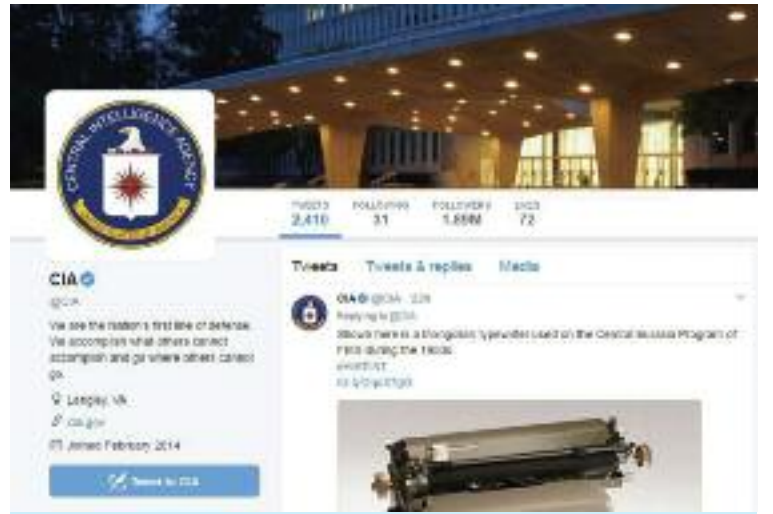 CENTRAL INTELLIGENCE AGENCY
TWEETS FOLLOWING FOLLOWERS LIKES
2,410 31 1.89M 72
Tweets Tweets & replies Media
CIA
@CIA
We are the Nation's first line of defense.
We accomplish what others cannot
accomplish and go where others cannot
go.
Langley, VA
cia.gov
Joined February 2014
Tweet to CIA
CIA @CIA
Replying to @CIA
Shown here is a Mongolian typewriter used on the Central Eurasia Program of
FBIS during the